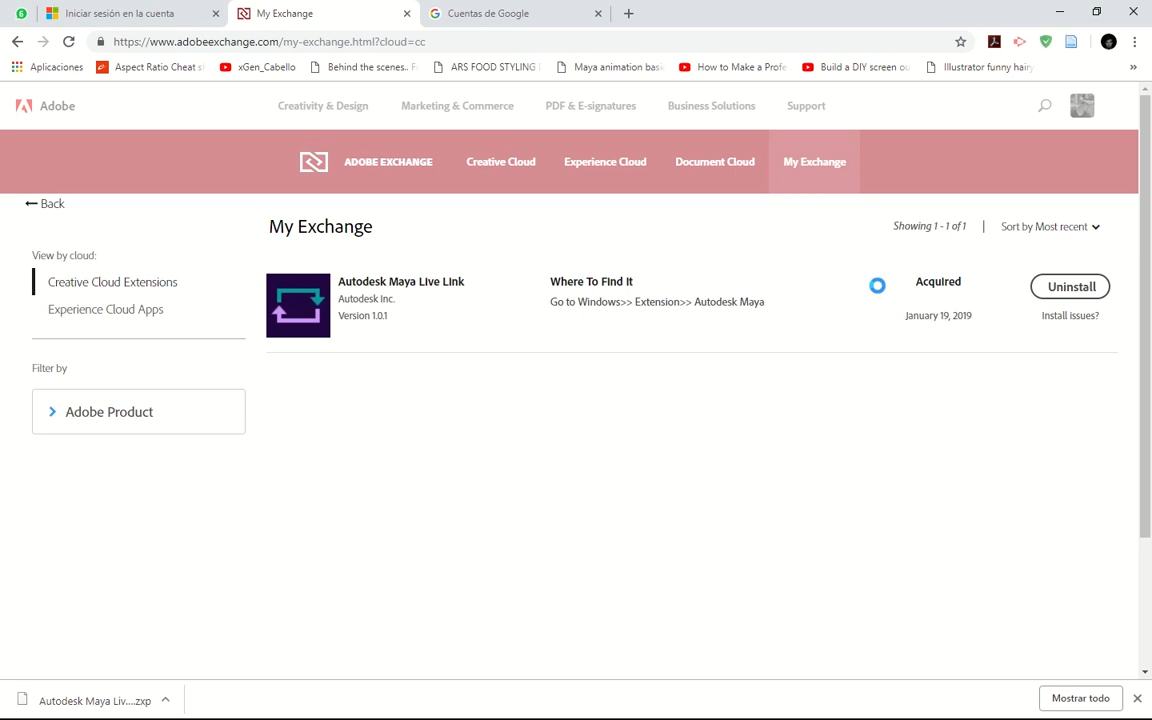 6
Iniciar sesión en la cuenta
My Exchange
Cuentas de Google
https://www.adobeexchange.com/my-exchange.html?cloud=cc
Aplicaciones
Aspect Ratio Cheat s
xGen_Cabello
Behind the scenes.. F
ARS FOOD STYLING
Maya animation basi
How to Make a Profe
Build a DIY screen ou
Illustrator funny hairy
Adobe
Creativity & Design
Marketing & Commerce
PDF & E-signatures
Business Solutions
Support
ADOBE EXCHANGE
Creative Cloud
Experience Cloud
Document Cloud
My Exchange
Back
My Exchange
Showing 1 - 1 of 1
Sort by Most recent
View by cloud:
Creative Cloud Extensions
Experience Cloud Apps
Filter by
Adobe Product
Autodesk Maya Live Link
Autodesk Inc.
Version 1.0.1
Where To Find It
Go to Windows>> Extension>> Autodesk Maya
Acquired
January 19, 2019
Uninstall
Install issues?
Autodesk Maya Liv....zxp
Mostrar todo